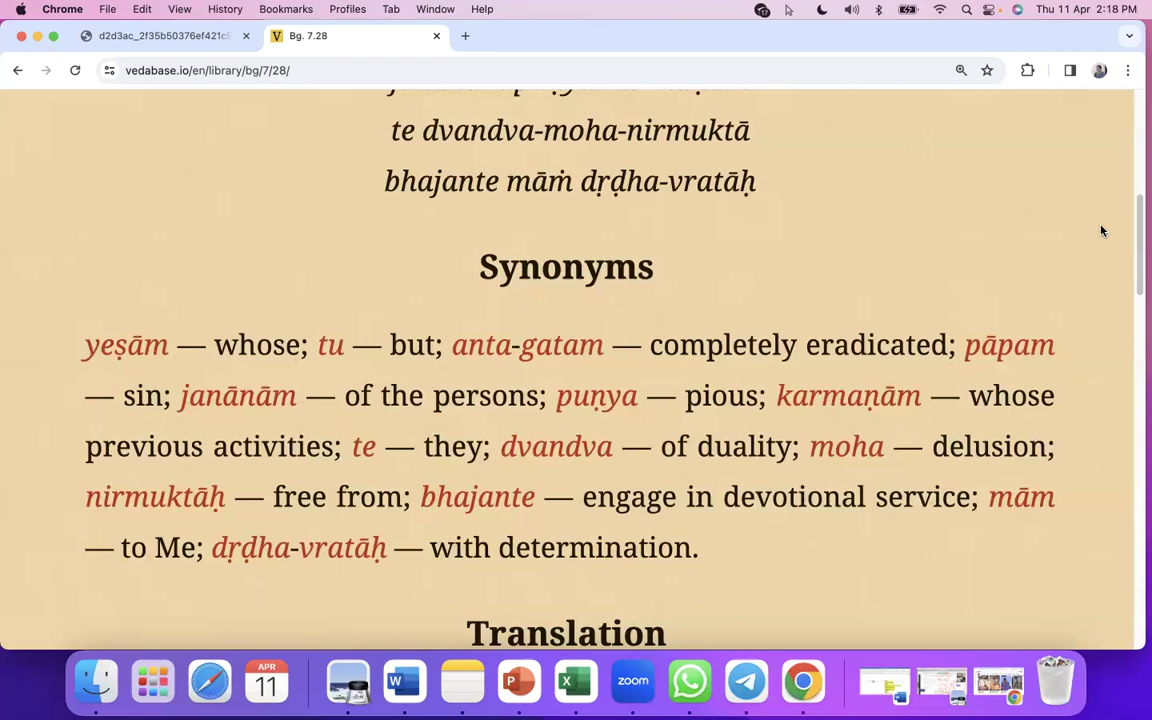 Chrome File Edit View History Bookmarks Profiles Tab Window Help Thu 11 Apr 2:18 PM
Bg. 7.28
vedabase.io/en/library/bg/7/28/
te dvandva-moha-nirmuktā
bhajante māṁ dṛḍha-vratāḥ
Synonyms
yeṣām — whose; tu — but; anta-gatam — completely eradicated; pāpam
— sin; janānām — of the persons; puṇya — pious; karmaṇām — whose
previous activities; te — they; dvandva — of duality; moha — delusion;
nirmuktāḥ — free from; bhajante — engage in devotional service; mām
— to Me; dṛḍha-vratāḥ — with determination.
Translation
APR
11
zoom